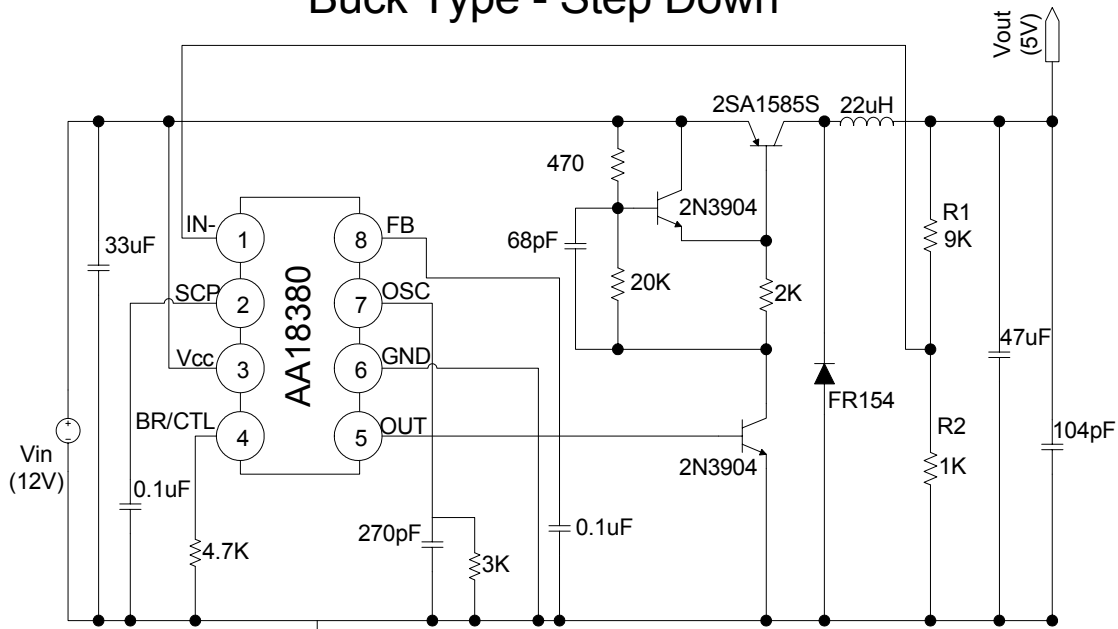 Buck Type - Step Down
Vout
(5V)
2SA1585S
22uH
470
2N3904
R1
9K
IN-
1
8
FB
68pF
33uF
20K
2K
SCP
2
7
OSC
AA18380
47uF
Vcc
3
6
GND
FR154
BR/CTL
4
5
OUT
R2
104pF
Vin
(12V)
2N3904
1K
0.1uF
270pF
0.1uF
4.7K
3K